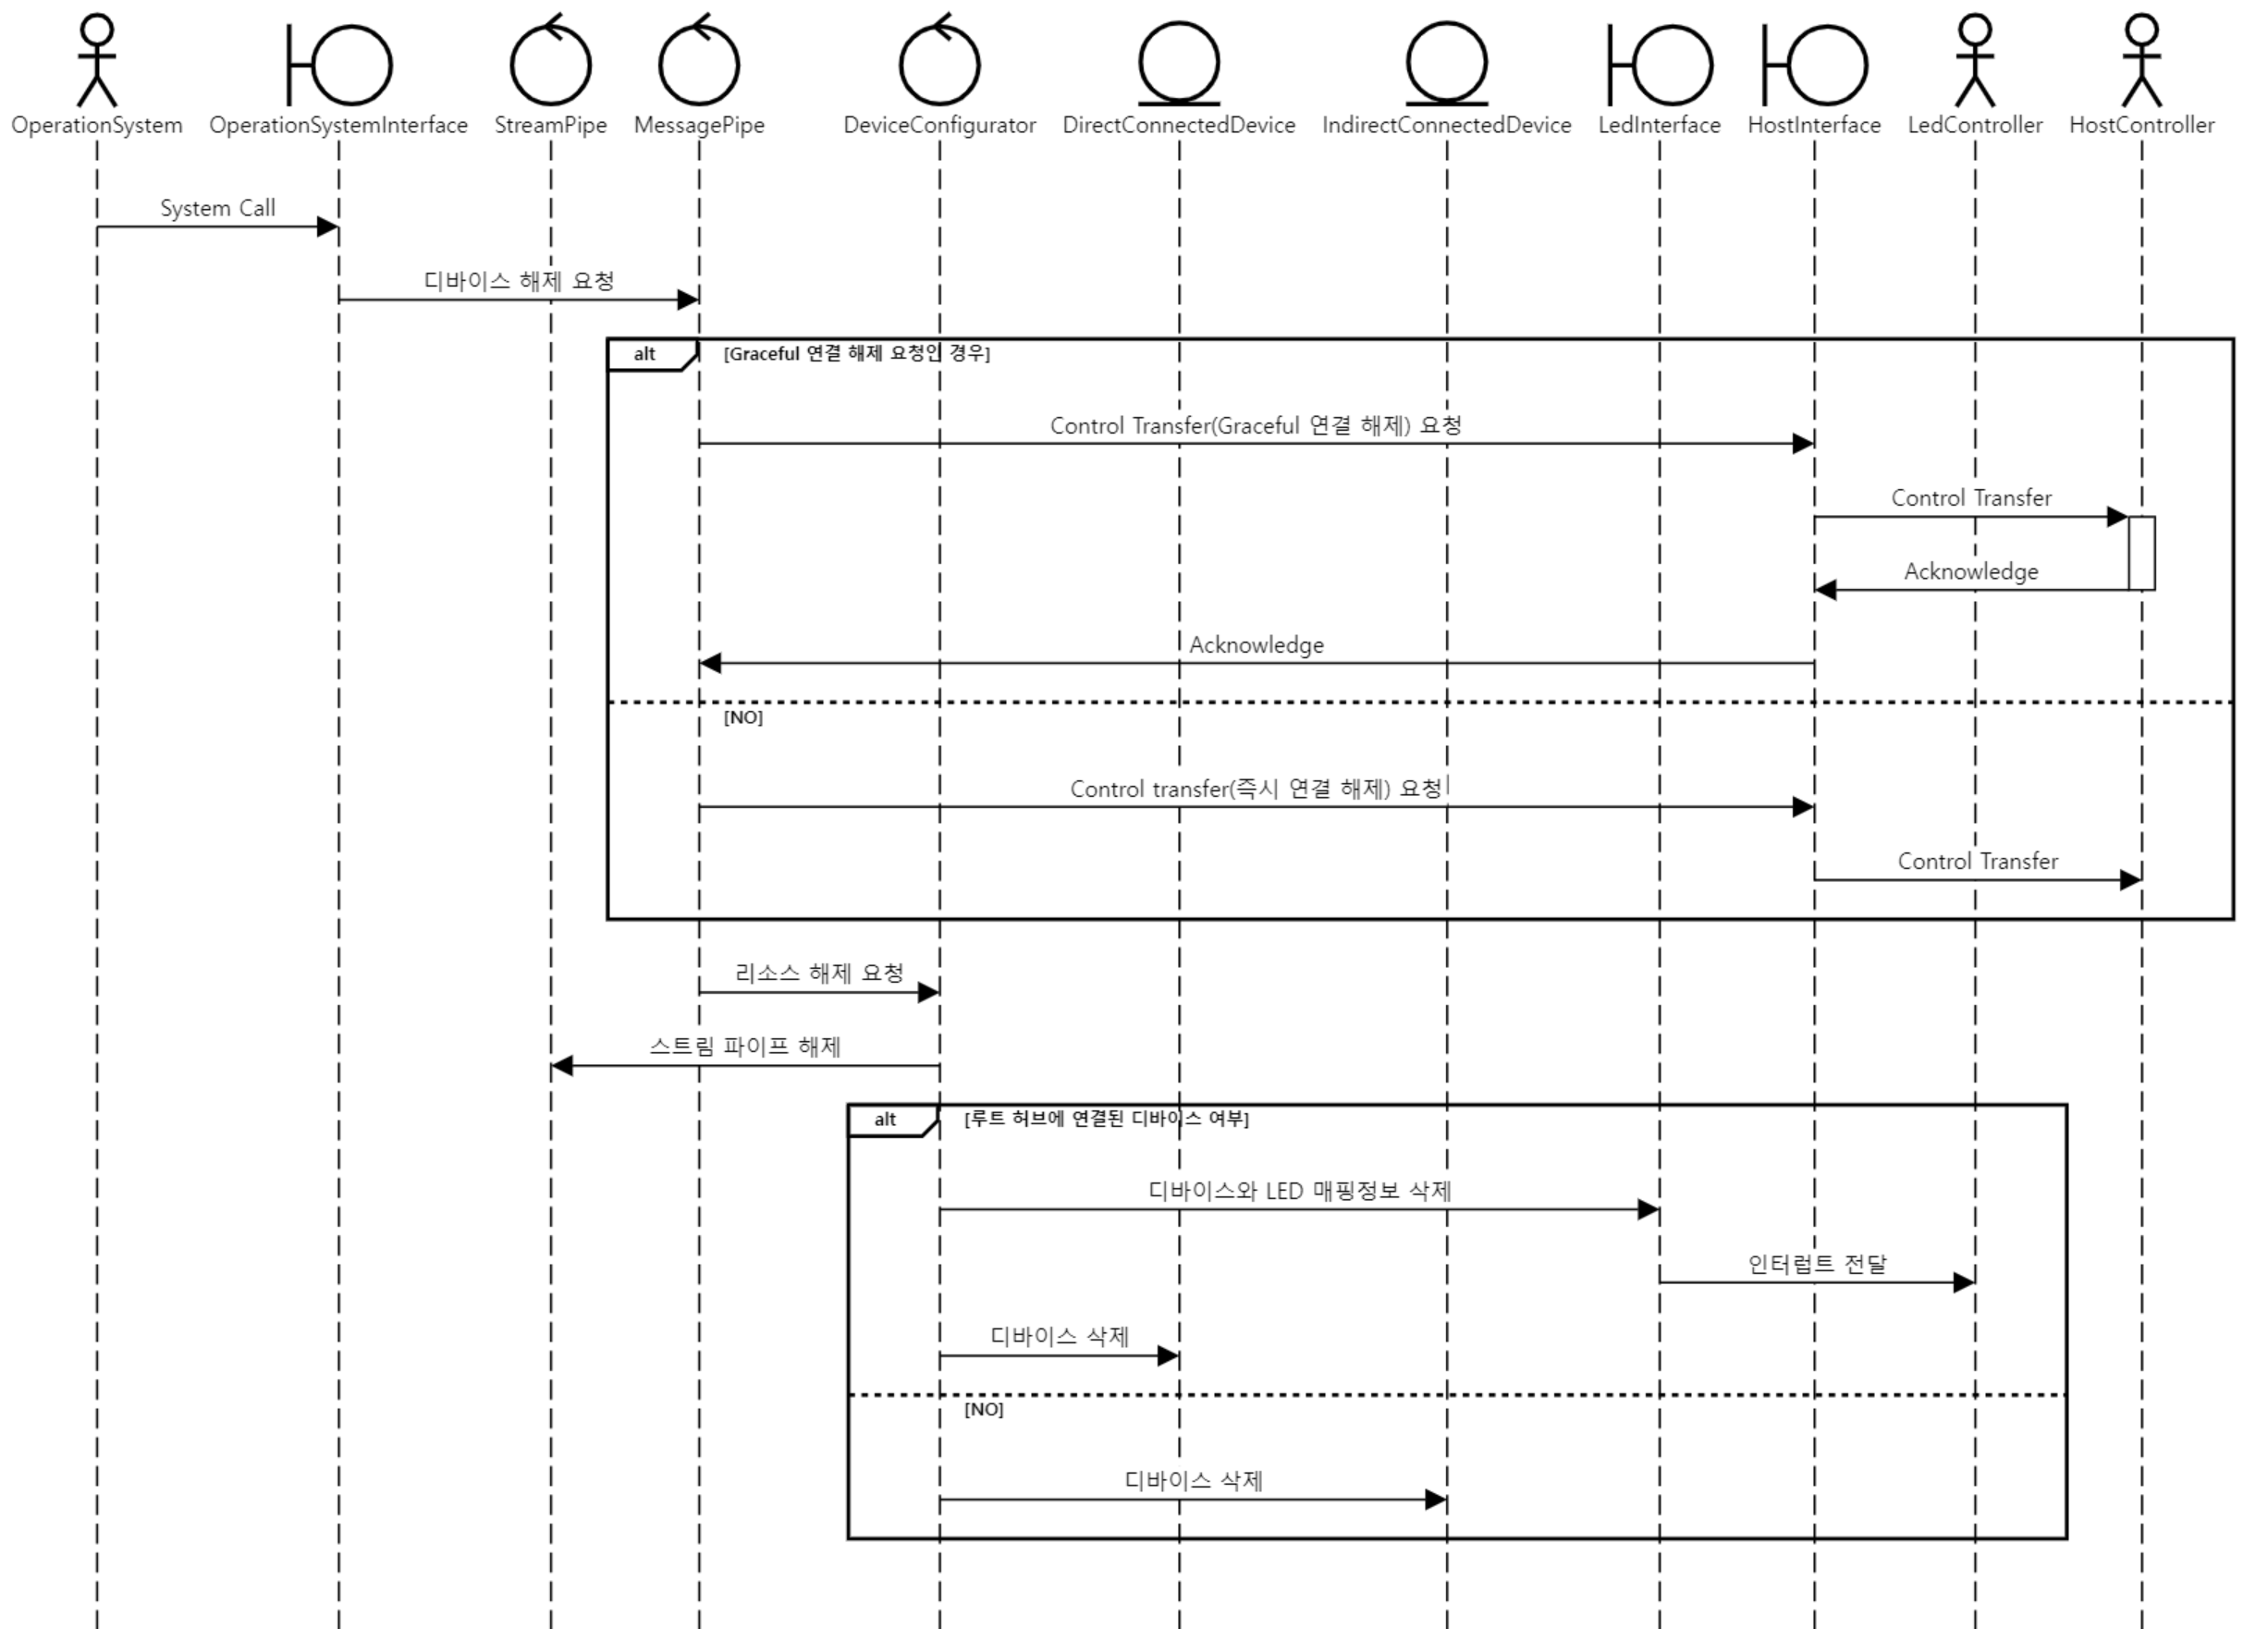 OperationSystem
OperationSystemInterface
StreamPipe
MessagePipe
DeviceConfigurator
DirectConnectedDevice
IndirectConnectedDevice
LedInterface
HostInterface
LedController
HostController
System Call
디바이스 해제 요청
alt
[Graceful 연결 해제 요청인 경우]
Control Transfer(Graceful 연결 해제) 요청
Control Transfer
Acknowledge
Acknowledge
[NO]
Control transfer(즉시 연결 해제) 요청
Control Transfer
리소스 해제 요청
스트림 파이프 해제
alt
[루트 허브에 연결된 디바이스 여부]
디바이스와 LED 매핑정보 삭제
인터럽트 전달
디바이스 삭제
[NO]
디바이스 삭제